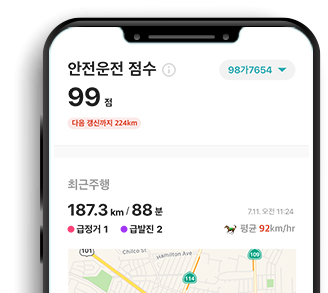 안전운전 점수
98가7654
99 점
다음 갱신까지 224km
최근주행
187.3 km / 88 분
7.11. 오전 11:24
급정거 1 급발진 2
평균 92km/hr
101
Chilco St
Hamilton Ave
109
114